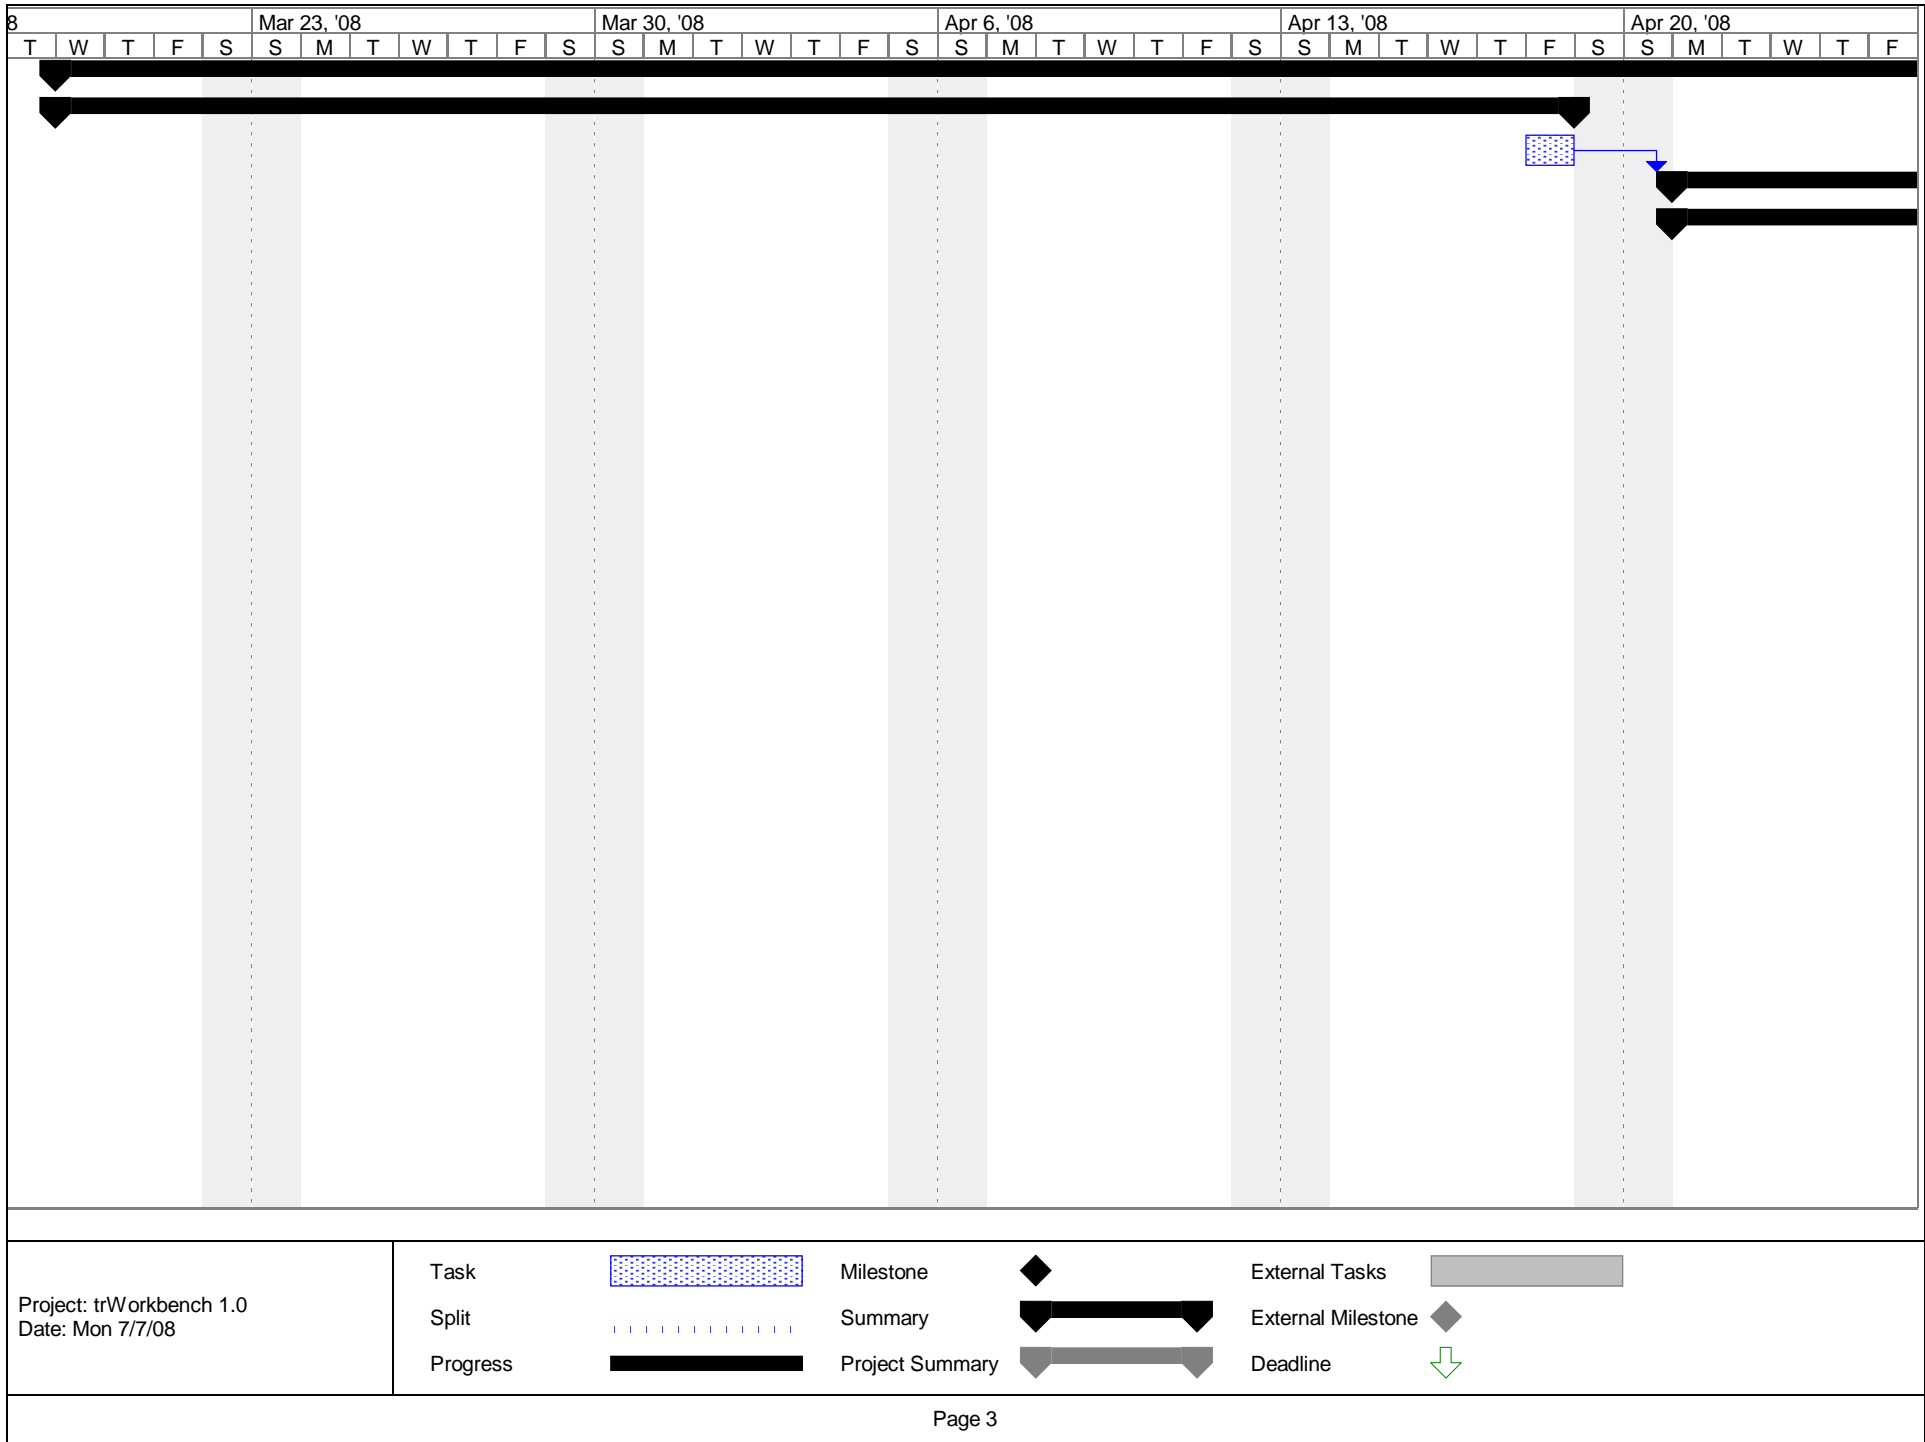 8 Mar 23, '08 Mar 30, '08 Apr 6, '08 Apr 13, '08 Apr 20, '08
T W T F S S M T W T F S S M T W T F S S M T W T F S S M T W T F S S M T W T F
Project: trWorkbench 1.0
Date: Mon 7/7/08
Task
Split
Progress
Milestone
Summary
Project Summary
External Tasks
External Milestone
Deadline
Page 3